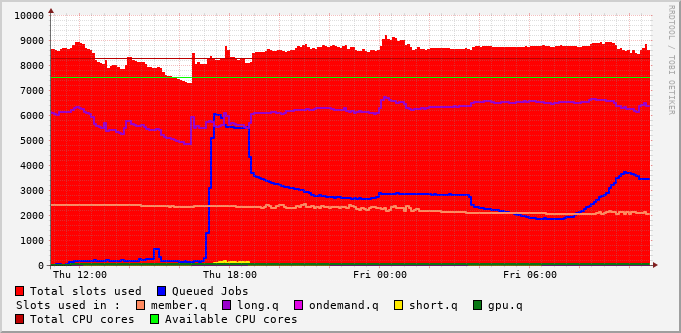 10000
9000
8000
7000
6000
5000
4000
3000
2000
1000
0
Thu 12:00 Thu 18:00 Fri 00:00 Fri 06:00
RRDTOOL / TOBI OETIKER
Total slots used Queued Jobs
Slots used in : member.q long.q ondemand.q short.q gpu.q
Total CPU cores Available CPU cores